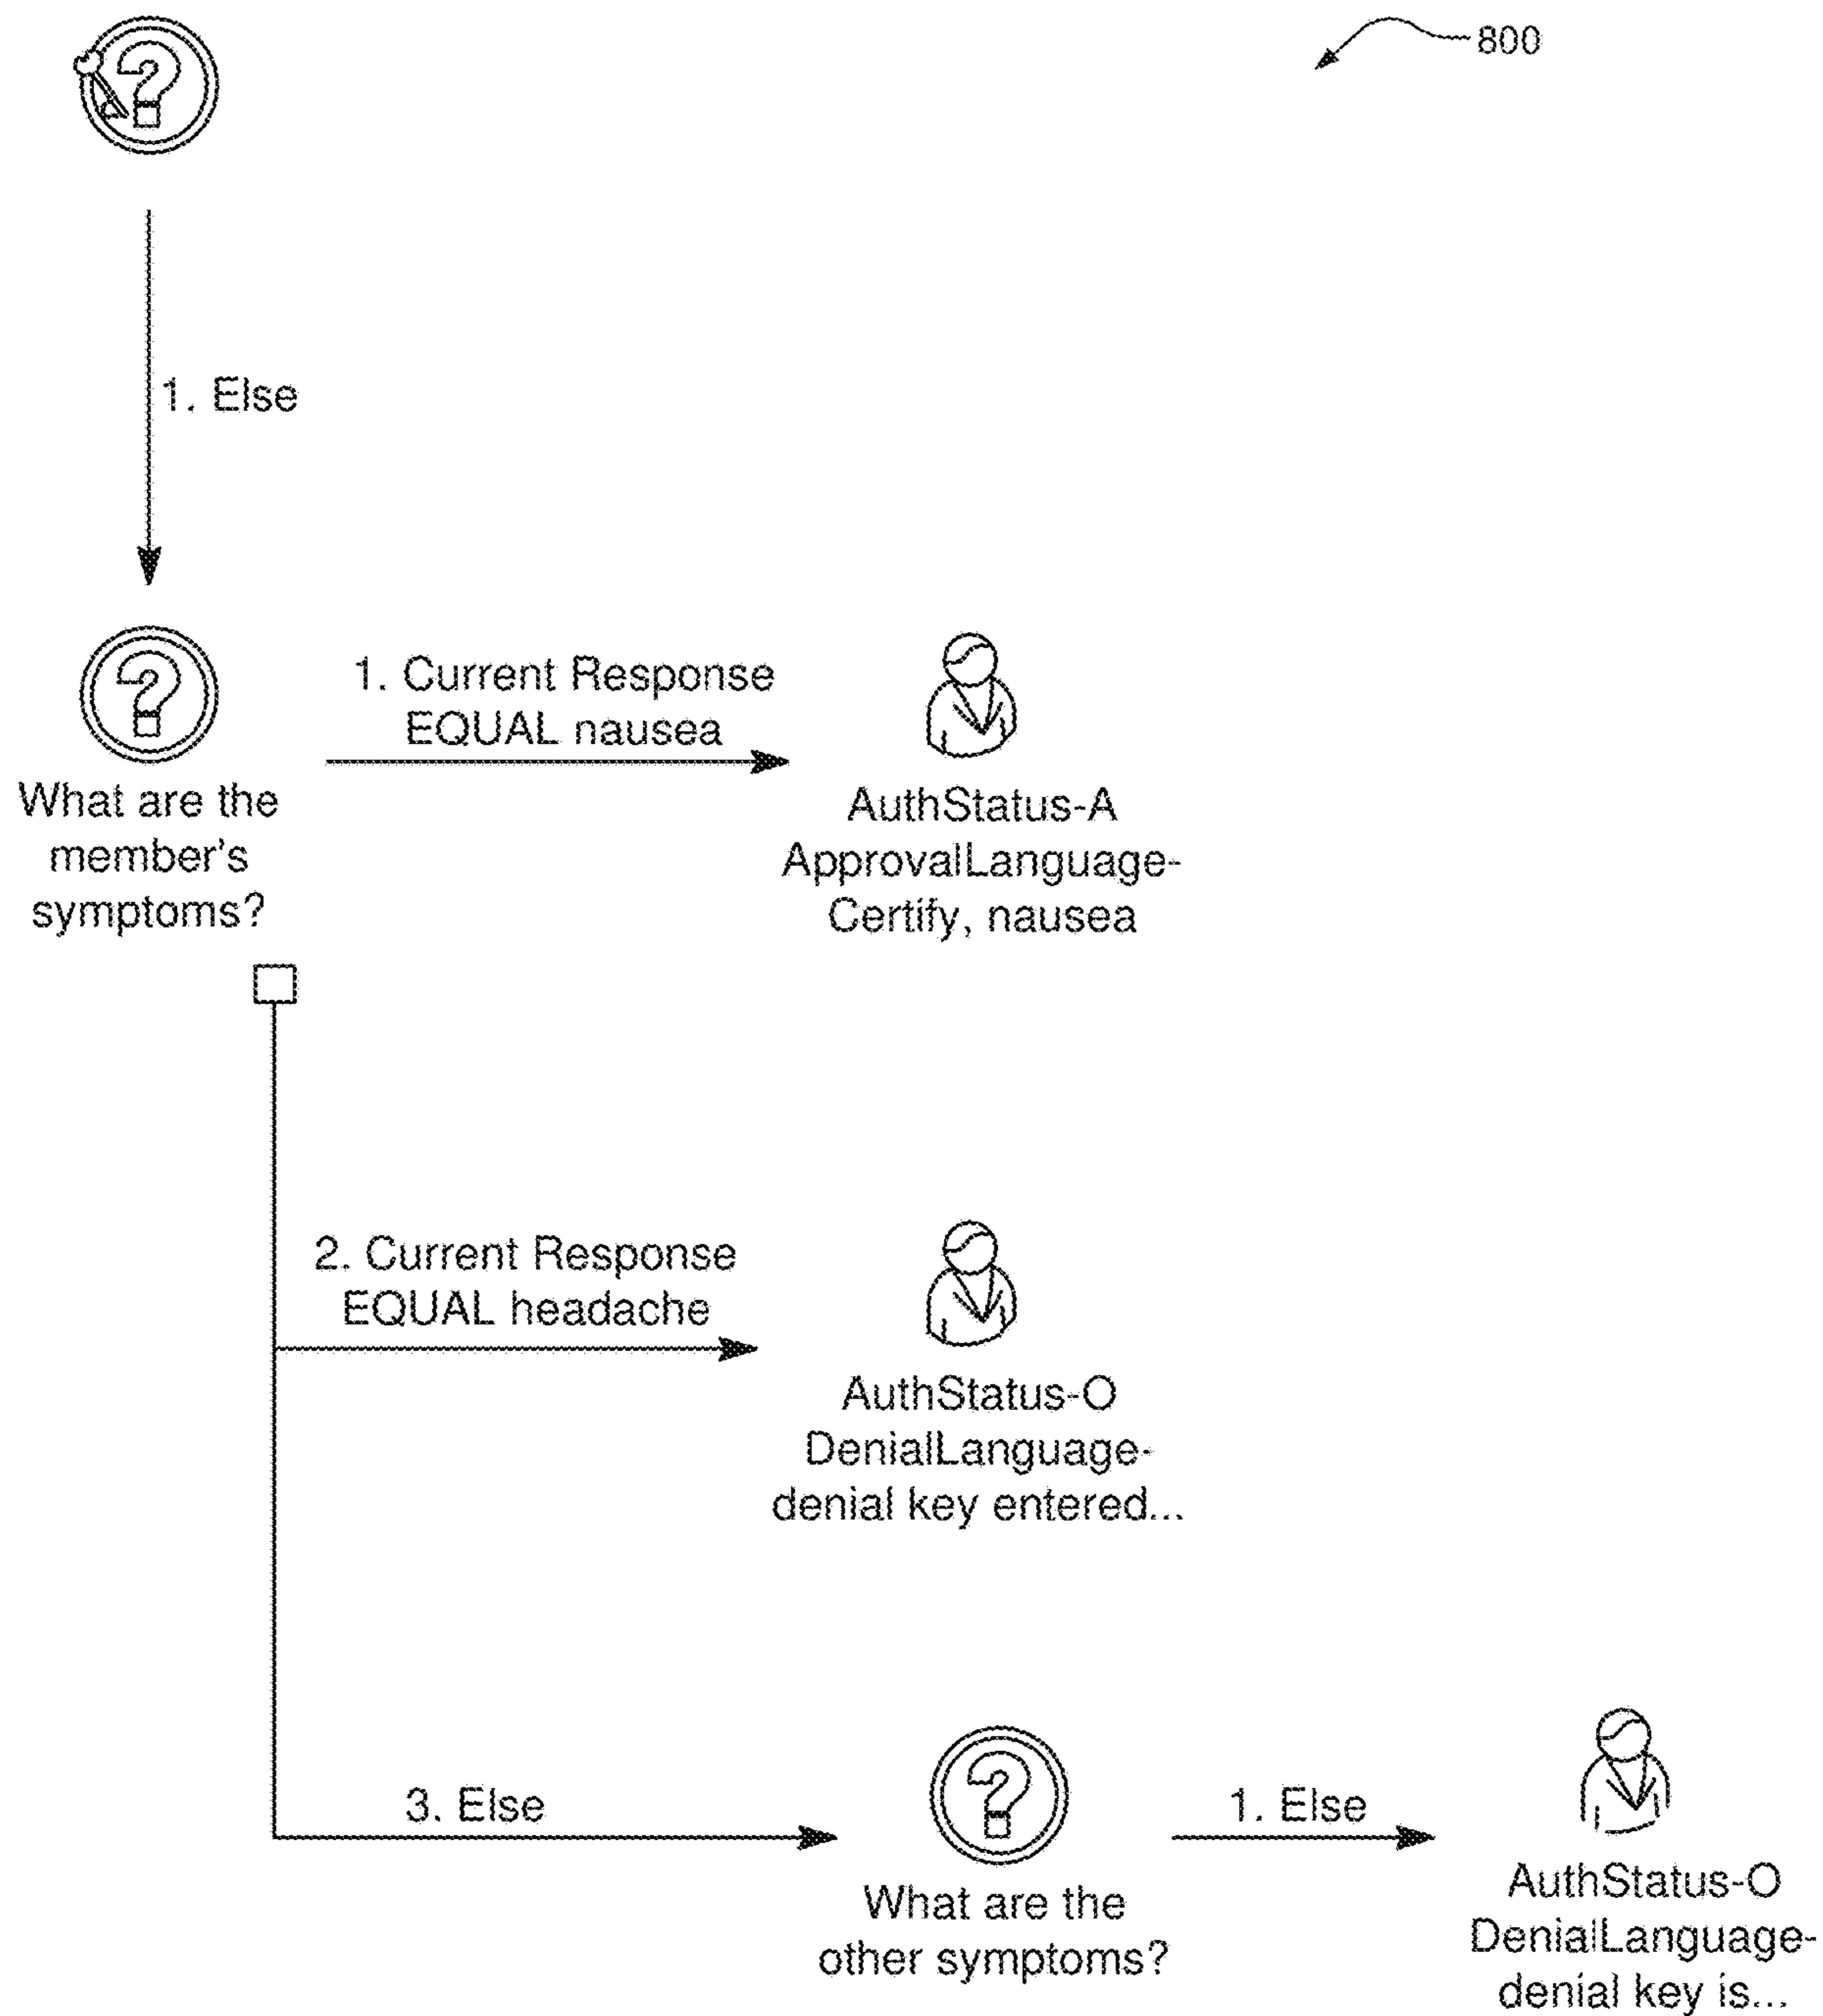 800
1. Else
1. Current Response
EQUAL nausea
What are the
member's
symptoms?
AuthStatus-A
ApprovalLanguage-
Certify, nausea
2. Current Response
EQUAL headache
AuthStatus-O
DenialLanguage-
denial key entered...
3. Else
What are the
other symptoms?
1. Else
AuthStatus-O
DenialLanguage-
denial key is...